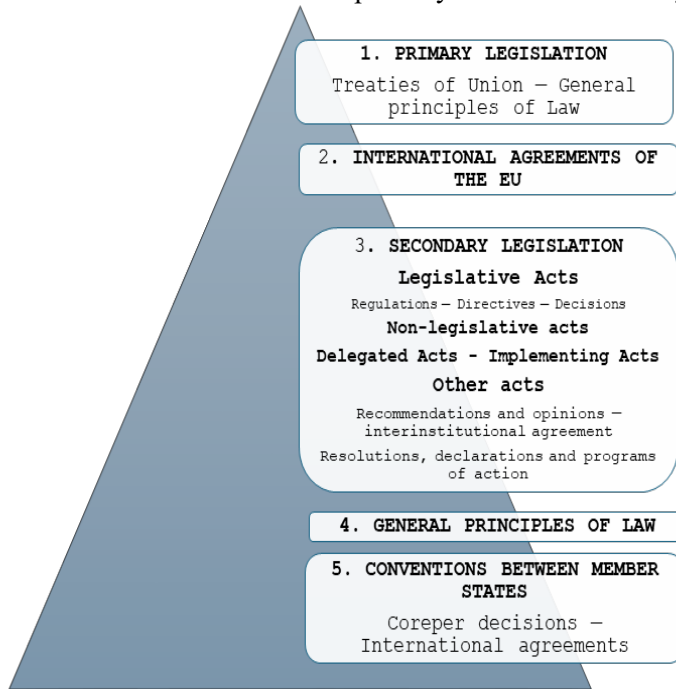 1. PRIMARY LEGISLATION
Treaties of Union — General
principles of Law
2. INTERNATIONAL AGREEMENTS OF
THE EU
3. SECONDARY LEGISLATION
Legislative Acts
Regulations — Directives — Decisions
Non-legislative acts
Delegated Acts - Implementing Acts
Other acts
Recommendations and opinions —
interinstitutional agreement
Resolutions, declarations and programs
of action
4. GENERAL PRINCIPLES OF LAW
5. CONVENTIONS BETWEEN MEMBER
STATES
Coreper decisions —
International agreements